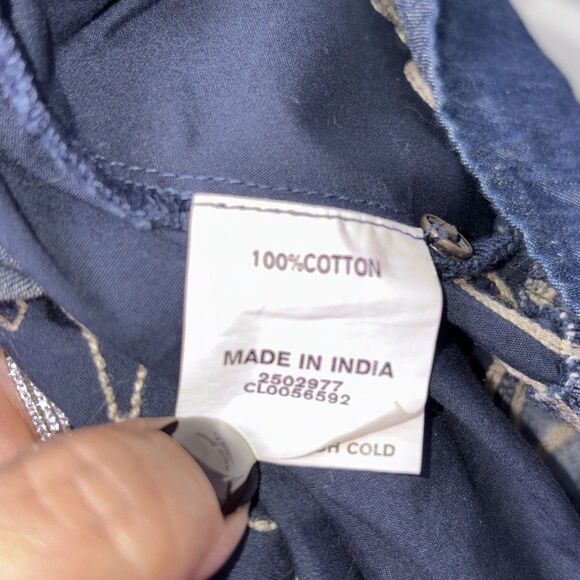 100%COTTON
MADE IN INDIA
2502977
CL0056592
COLD